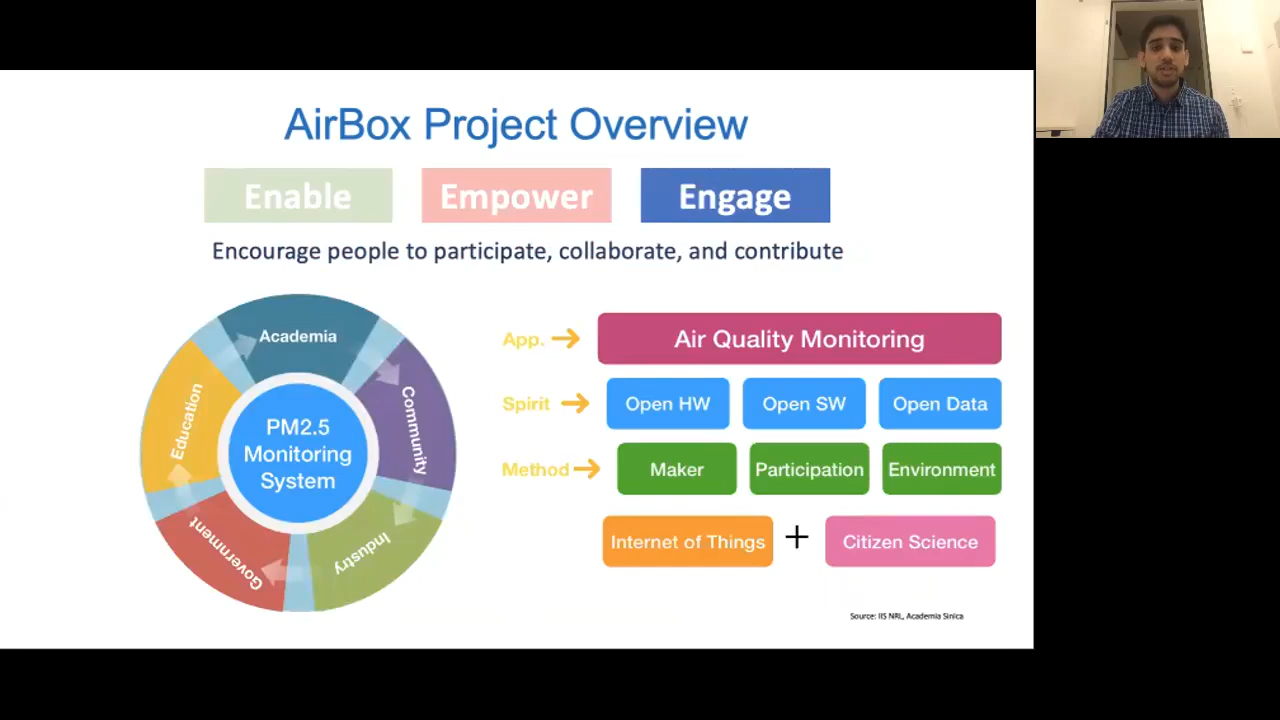 AirBox Project Overview
Enable Empower Engage
Encourage people to participate, collaborate, and contribute
Academia
Community
Industry
Government
Education
PM2.5
Monitoring
System
App. Air Quality Monitoring
Spirit Open HW Open SW Open Data
Method Maker Participation Environment
Internet of Things + Citizen Science
Source: IIS NRL, Academia Sinica